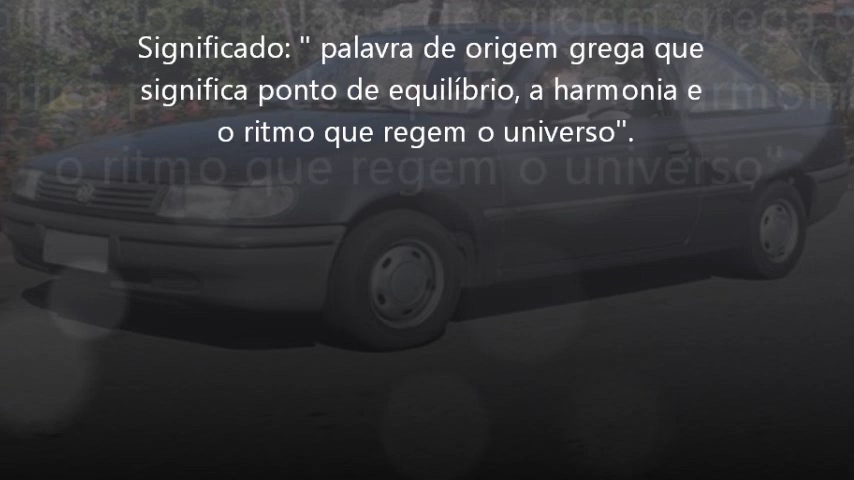 Significado: " palavra de origem grega que
significa ponto de equilíbrio, a harmonia e
o ritmo que regem o universo".